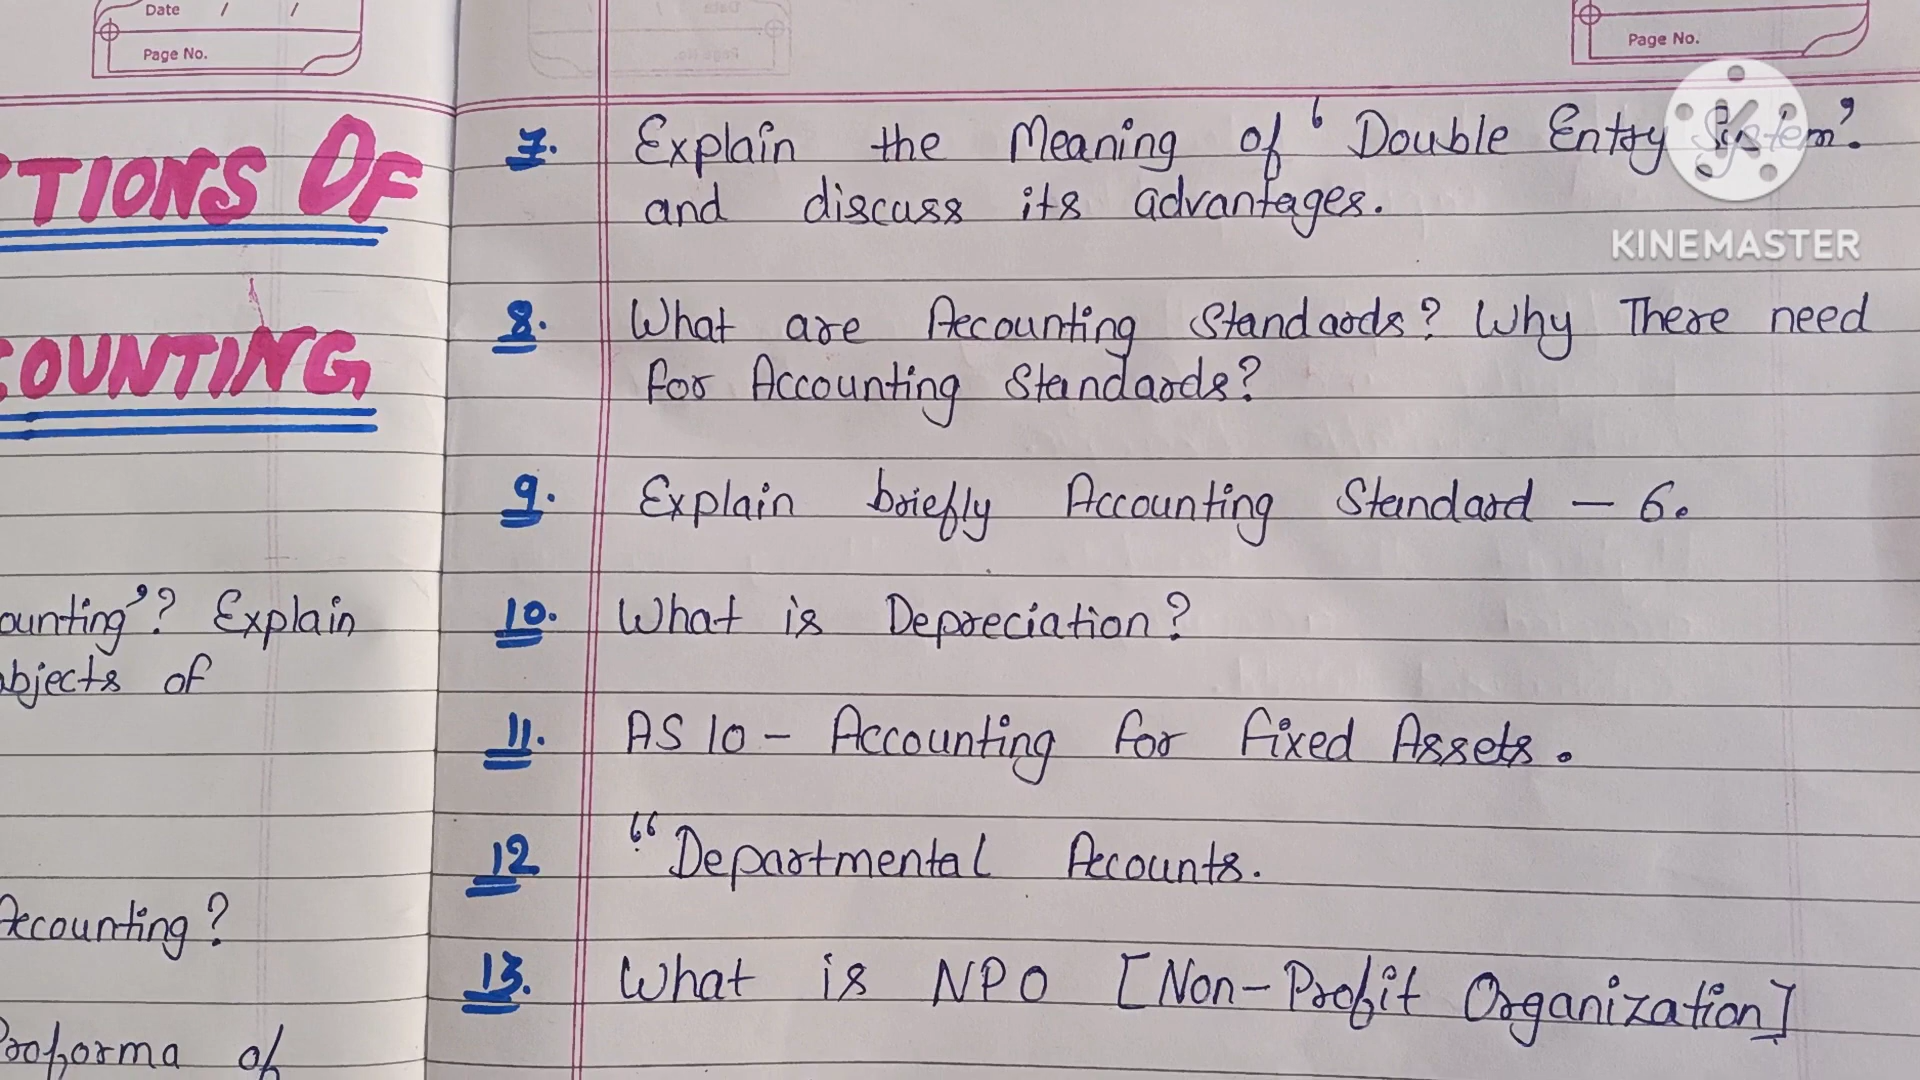 Date / /
Page No.
TIONS OF
COUNTING
ounting'? Explain
objects of
Accounting?
Proforma of
Page No.
7. Explain the Meaning of ' Double Entry System'.
and discuss its advantages.
8. What are Accounting Standards? Why There need
for Accounting Standards?
9. Explain briefly Accounting Standard - 6.
10. What is Depreciation?
11. AS 10 - Accounting for Fixed Assets.
12 "Departmental Accounts.
13. What is NPO [Non-Profit Organization]
KINEMASTER